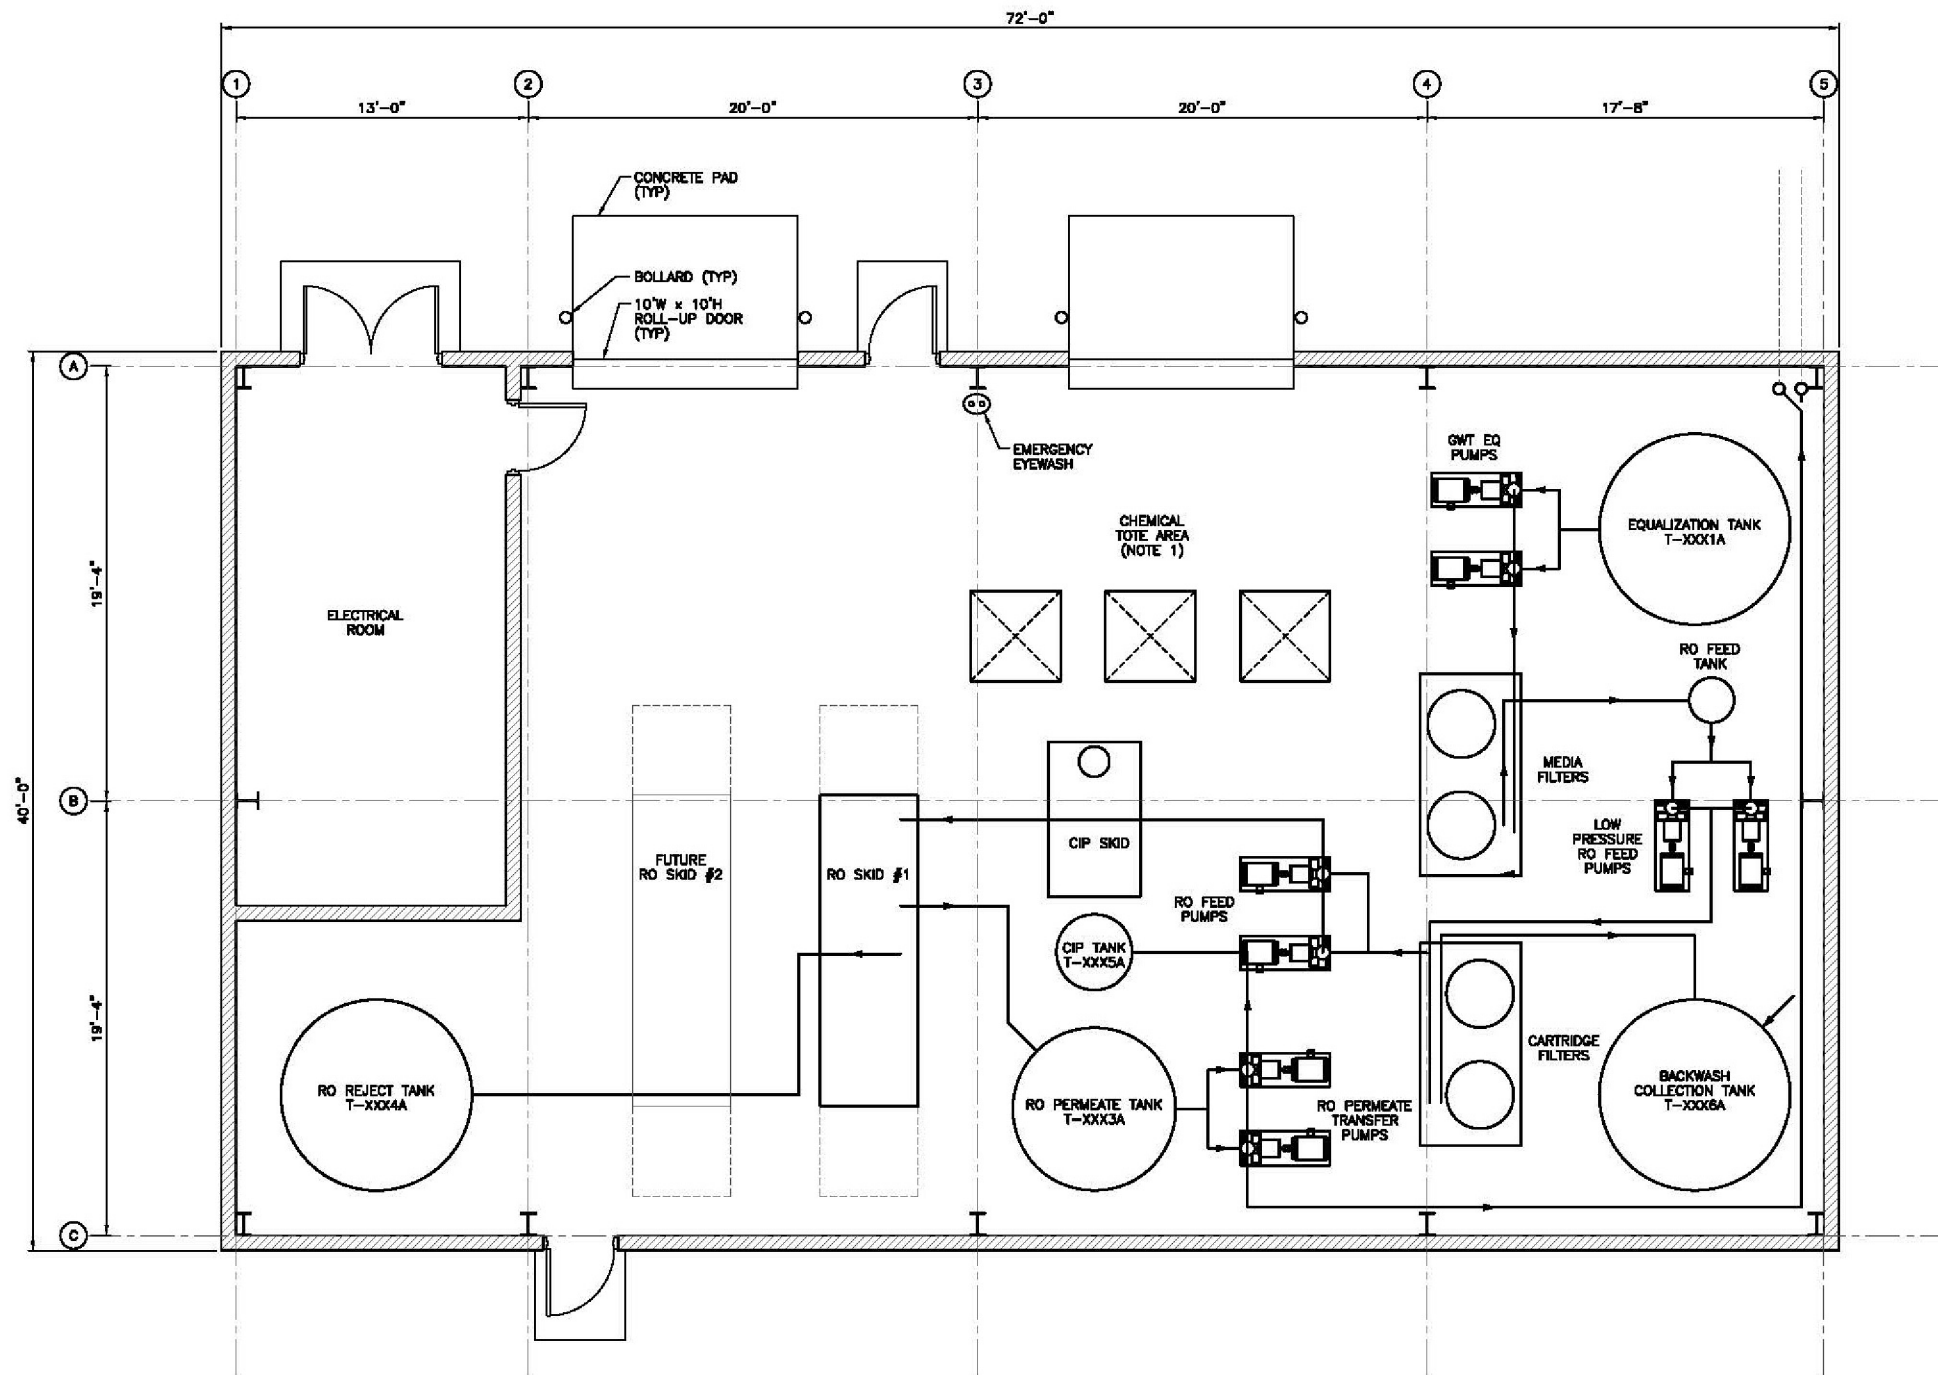 72'-0"
1
2
3
4
5
13'-0"
20'-0"
20'-0"
17'-8"
CONCRETE PAD
(TYP)
BOLLARD (TYP)
10'W x 10'H
ROLL-UP DOOR
(TYP)
A
EMERGENCY
EYEWASH
GWT EQ
PUMPS
CHEMICAL
TOTE AREA
(NOTE 1)
EQUALIZATION TANK
T-XXX1A
19'-4"
ELECTRICAL
ROOM
RO FEED
TANK
MEDIA
FILTERS
40'-0"
B
LOW
PRESSURE
RO FEED
PUMPS
CIP SKID
FUTURE
RO SKID #2
RO SKID #1
RO FEED
PUMPS
CIP TANK
T-XXX5A
19'-4"
CARTRIDGE
FILTERS
RO REJECT TANK
T-XXX4A
RO PERMEATE TANK
T-XXX3A
RO PERMEATE
TRANSFER
PUMPS
BACKWASH
COLLECTION TANK
T-XXX6A
C